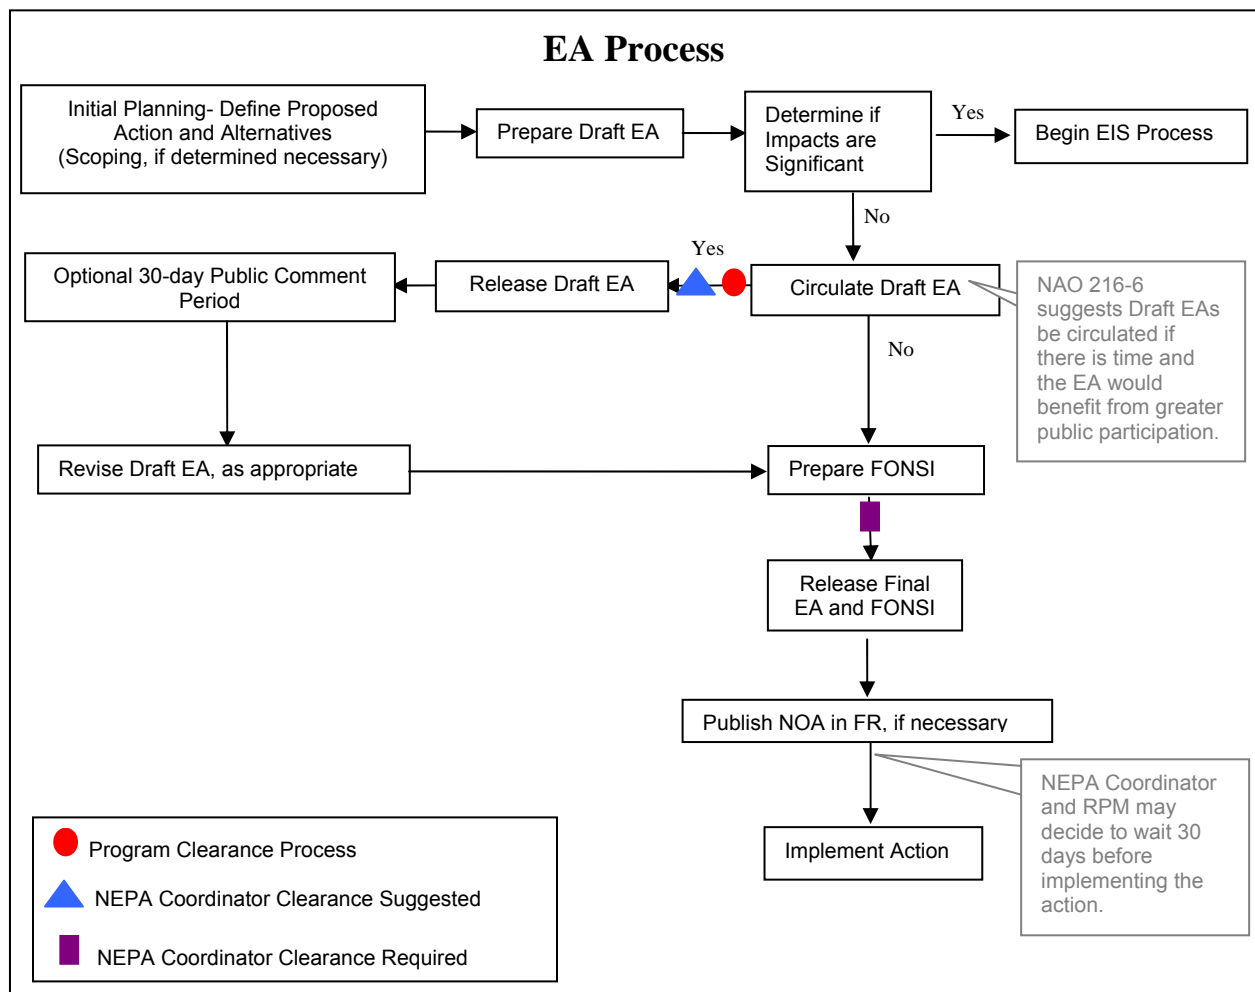 EA Process
Initial Planning- Define Proposed
Action and Alternatives
(Scoping, if determined necessary)
Prepare Draft EA
Determine if
Impacts are
Significant
Yes
Begin EIS Process
No
Optional 30-day Public Comment
Period
Release Draft EA
Yes
Circulate Draft EA
NAO 216-6
suggests Draft EAs
be circulated if
there is time and
the EA would
benefit from greater
public participation.
No
Revise Draft EA, as appropriate
Prepare FONSI
Release Final
EA and FONSI
Publish NOA in FR, if necessary
NEPA Coordinator
and RPM may
decide to wait 30
days before
implementing the
action.
Implement Action
Program Clearance Process
NEPA Coordinator Clearance Suggested
NEPA Coordinator Clearance Required